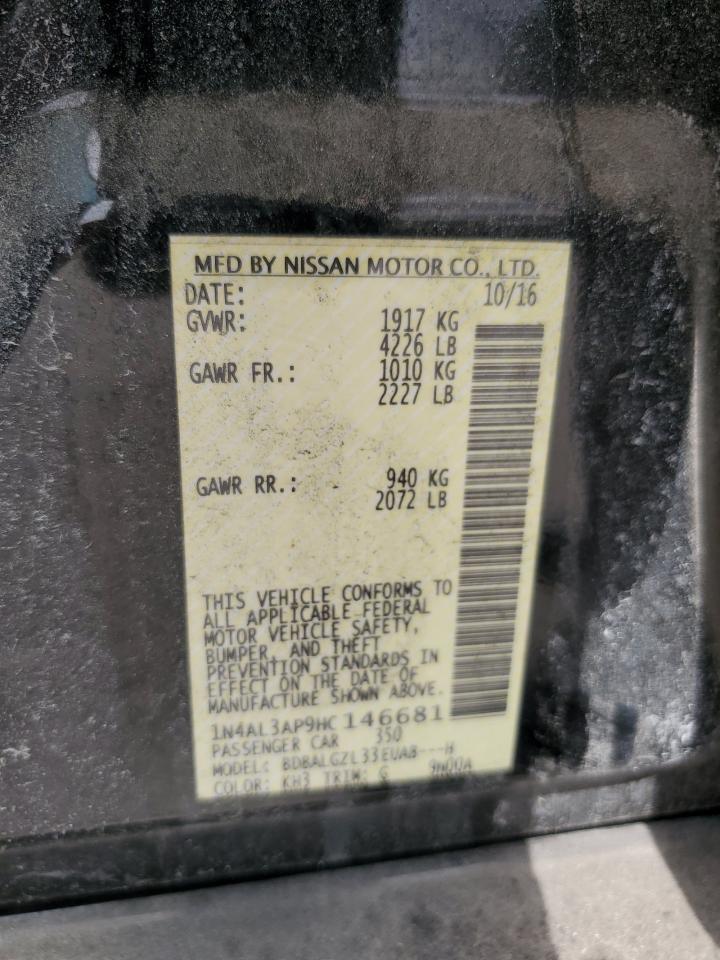 MFD BY NISSAN MOTOR CO., LTD.
DATE: 10/16
GVWR: 1917 KG
4226 LB
GAWR FR.: 1010 KG
2227 LB
GAWR RR.: 940 KG
2072 LB
THIS VEHICLE CONFORMS TO
ALL APPLICABLE FEDERAL
MOTOR VEHICLE SAFETY,
BUMPER, AND THEFT
PREVENTION STANDARDS IN
EFFECT ON THE DATE OF
MANUFACTURE SHOWN ABOVE.
1N4AL3AP9HC146681
PASSENGER CAR 350
MODEL: BDBALGZL33EUAB---H
COLOR: KH3 TRIM: G